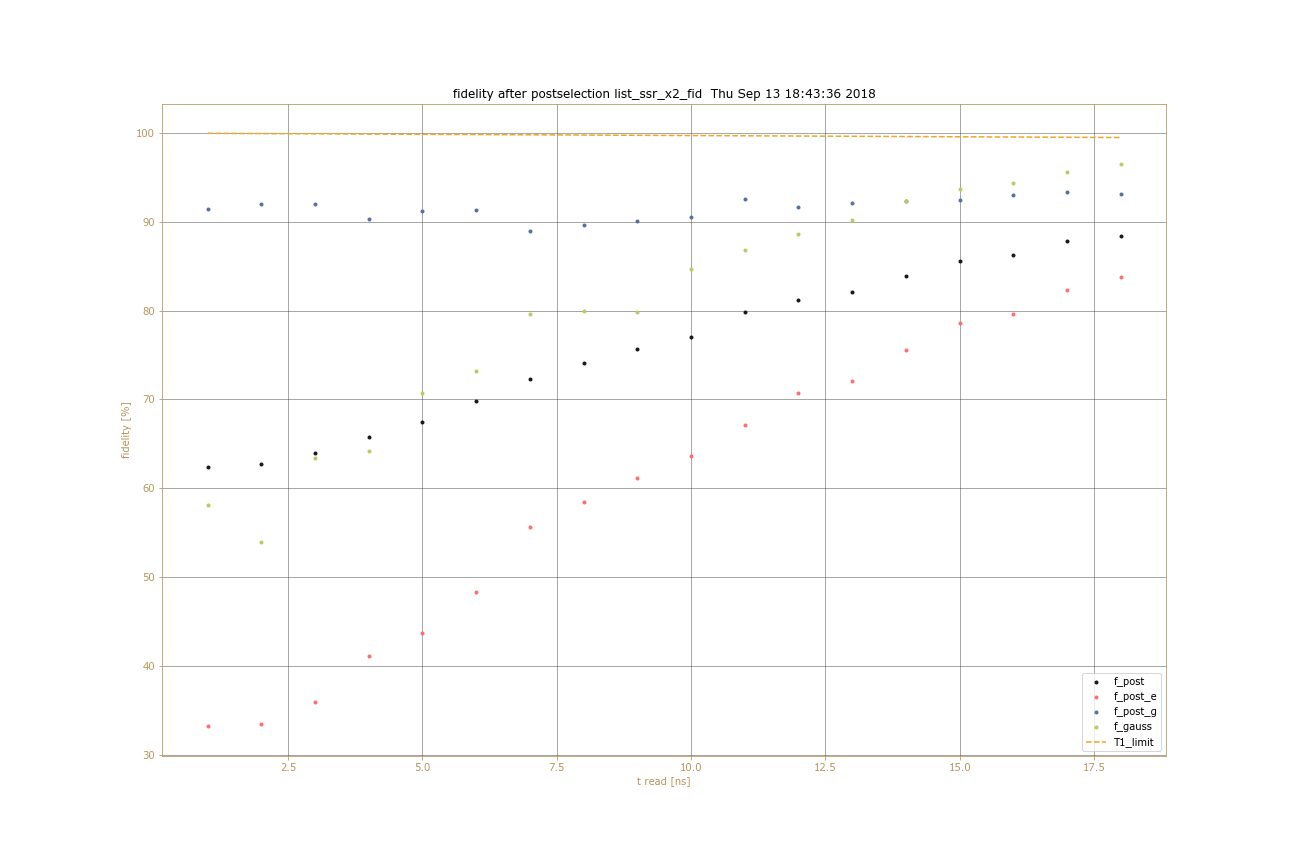 fidelity after postselection list_ssr_x2_fid  Thu Sep 13 18:43:36 2018
100
90
80
70
60
50
40
30
fidelity [%]
2.5 5.0 7.5 10.0 12.5 15.0 17.5
t read [ns]
f_post
f_post_e
f_post_g
f_gauss
T1_limit